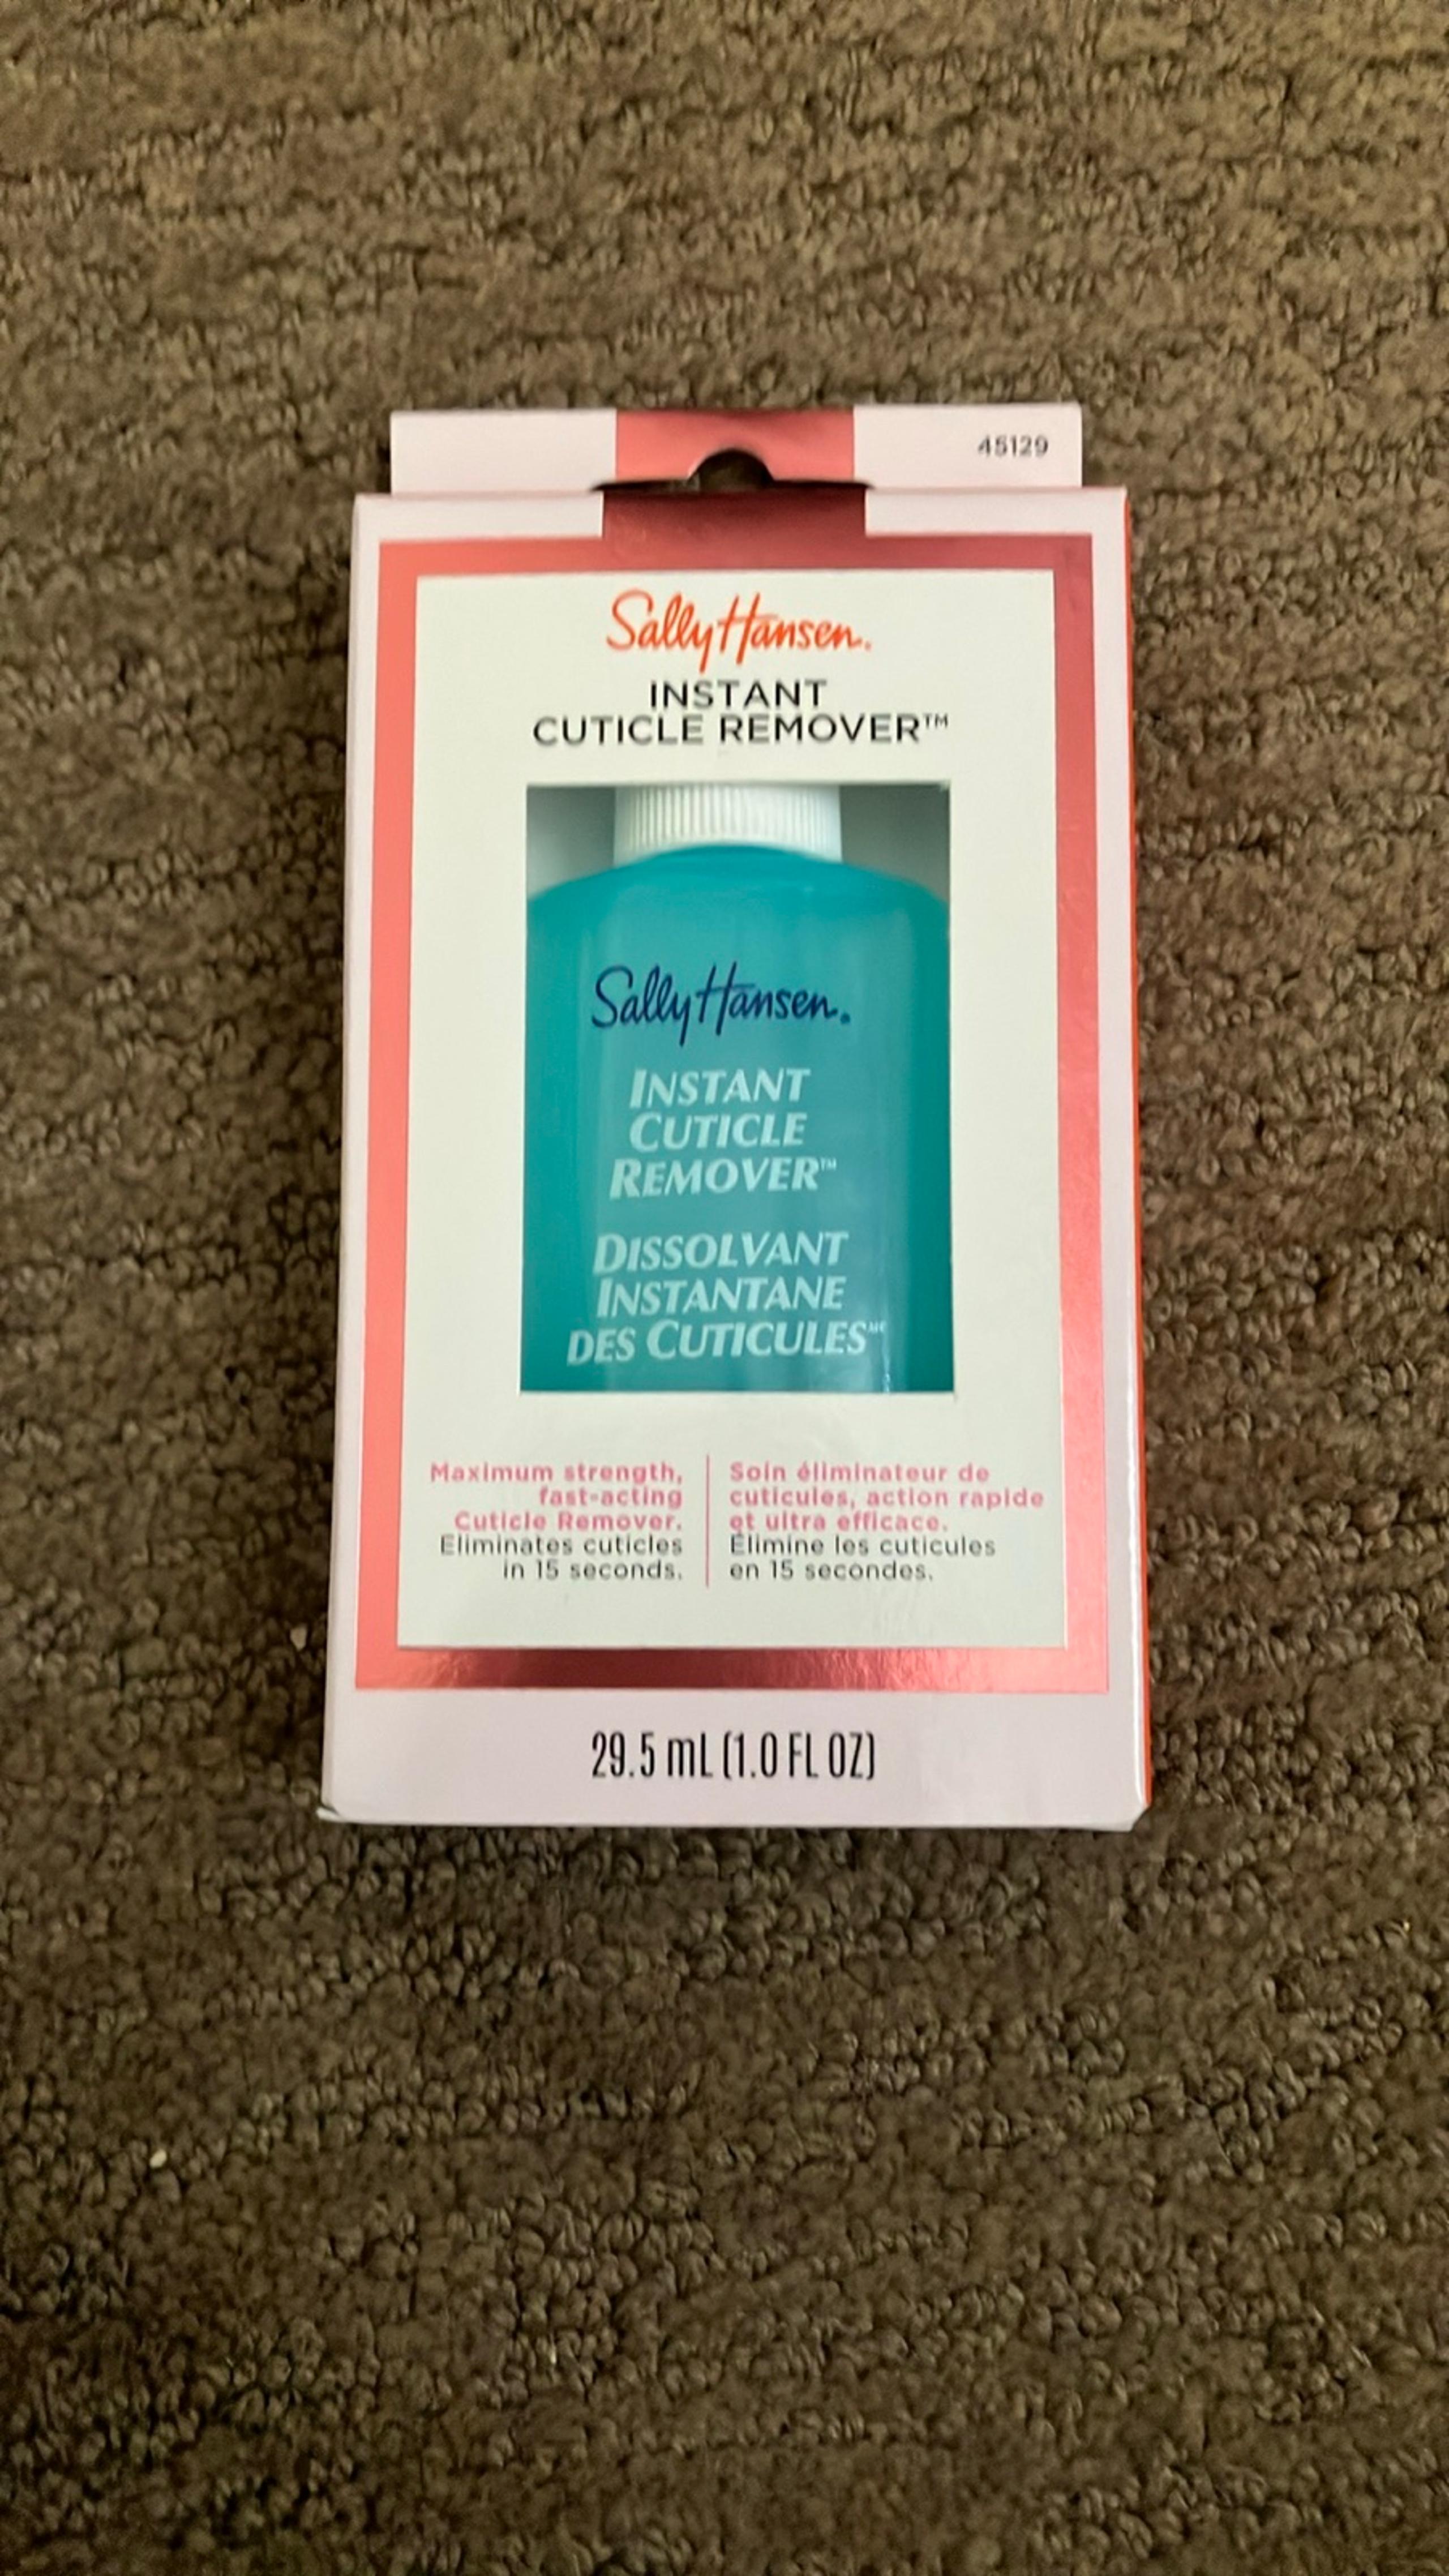 45129
Sally Hansen.
INSTANT
CUTICLE REMOVER™
Sally Hansen.
INSTANT
CUTICLE
REMOVER™
DISSOLVANT
INSTANTANE
DES CUTICULES MC
Maximum strength,
fast-acting
Cuticle Remover.
Eliminates cuticles
in 15 seconds.
Soin éliminateur de
cuticules, action rapide
et ultra efficace.
Élimine les cuticules
en 15 secondes.
29.5 mL (1.0 FL OZ)